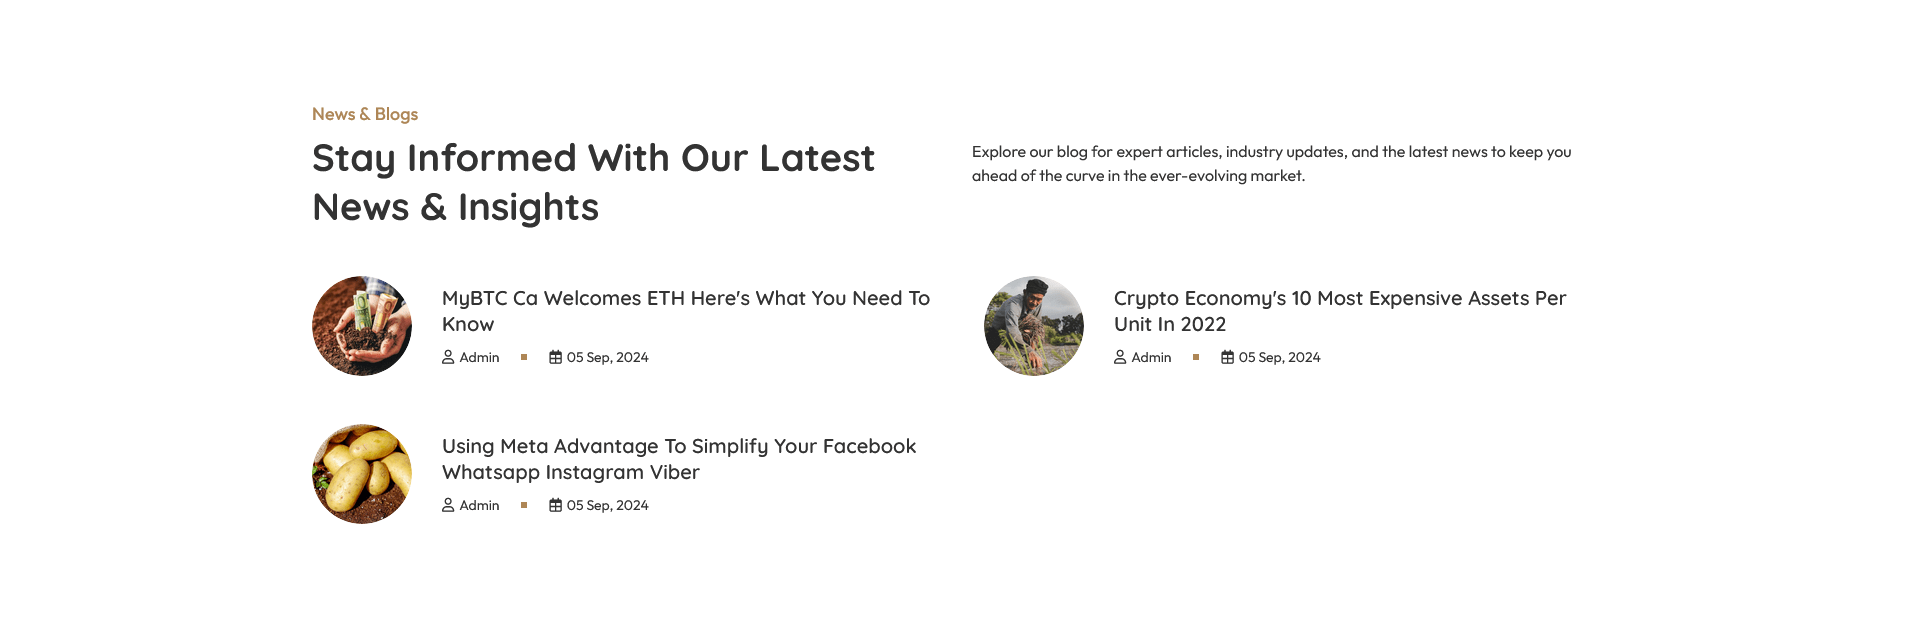 News & Blogs
Stay Informed With Our Latest
News & Insights
Explore our blog for expert articles, industry updates, and the latest news to keep you
ahead of the curve in the ever-evolving market.
MyBTC Ca Welcomes ETH Here's What You Need To
Know
Admin 05 Sep, 2024
Crypto Economy's 10 Most Expensive Assets Per
Unit In 2022
Admin 05 Sep, 2024
Using Meta Advantage To Simplify Your Facebook
Whatsapp Instagram Viber
Admin 05 Sep, 2024